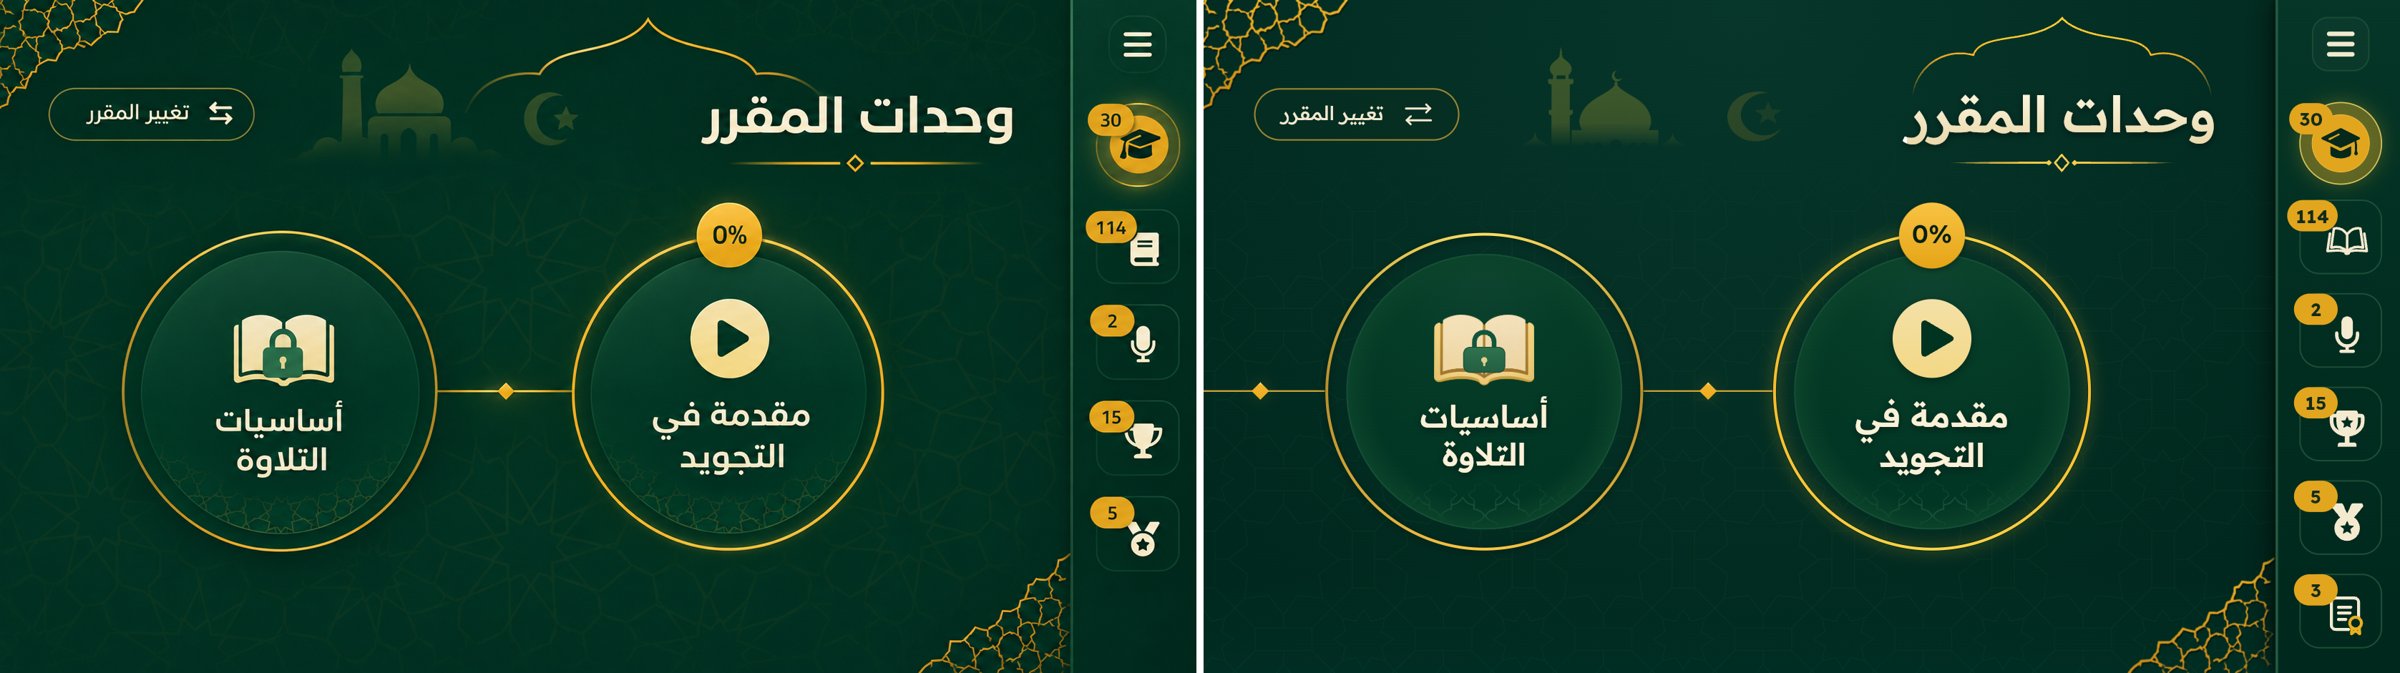 وحدات المقرر
تغيير المقرر
30
114
2
15
5
0%
مقدمة في
التجويد
أساسيات
التلاوة
وحدات المقرر
تغيير المقرر
30
114
2
15
5
3
0%
مقدمة في
التجويد
أساسيات
التلاوة